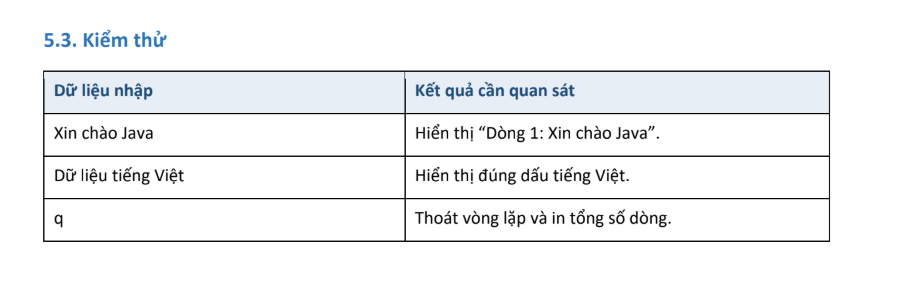 5.3. Kiểm thử
Dữ liệu nhập Kết quả cần quan sát
Xin chào Java Hiển thị “Dòng 1: Xin chào Java”.
Dữ liệu tiếng Việt Hiển thị đúng dấu tiếng Việt.
q Thoát vòng lặp và in tổng số dòng.